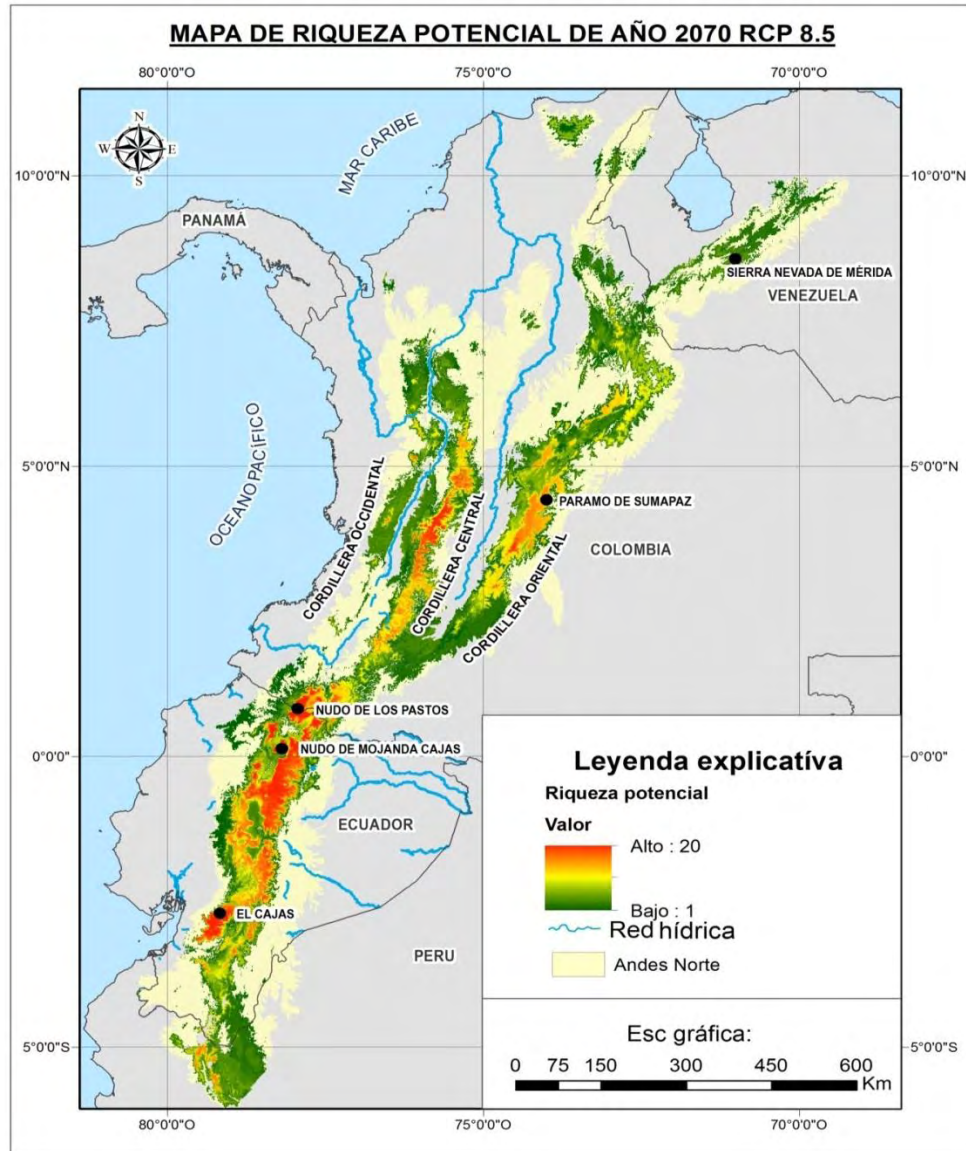 MAPA DE RIQUEZA POTENCIAL DE AÑO 2070 RCP 8.5
80°0'0"O
75°0'0"O
70°0'0"O
N
W
E
S
MAR CARIBE
10°0'0"N
10°0'0"N
PANAMÁ
SIERRA NEVADA DE MÉRIDA
VENEZUELA
OCEANO PACÍFICO
5°0'0"N
5°0'0"N
CORDILLERA OCCIDENTAL
CORDILLERA CENTRAL
CORDILLERA ORIENTAL
PARAMO DE SUMAPAZ
COLOMBIA
NUDO DE LOS PASTOS
NUDO DE MOJANDA CAJAS
0°0'0"
0°0'0"
ECUADOR
EL CAJAS
PERU
Leyenda explicatíva
Riqueza potencial
Valor
Alto : 20
Bajo : 1
Red hídrica
Andes Norte
5°0'0"S
5°0'0"S
Esc gráfica:
0 75 150 300 450 600
Km
80°0'0"O
75°0'0"O
70°0'0"O